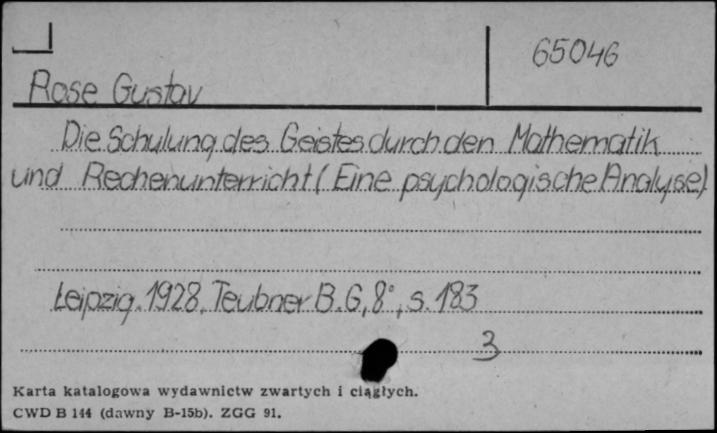 65046
Rose Gustav
Die Schulung des Geistes durch den Mathematik
und Rechenunterricht (Eine psychologische Analyse)
Leipzig. 1928. Teubner B.G, 8°, s. 183
3
Karta katalogowa wydawnictw zwartych i ciągłych.
CWD B 144 (dawny B-15b). ZGG 91.